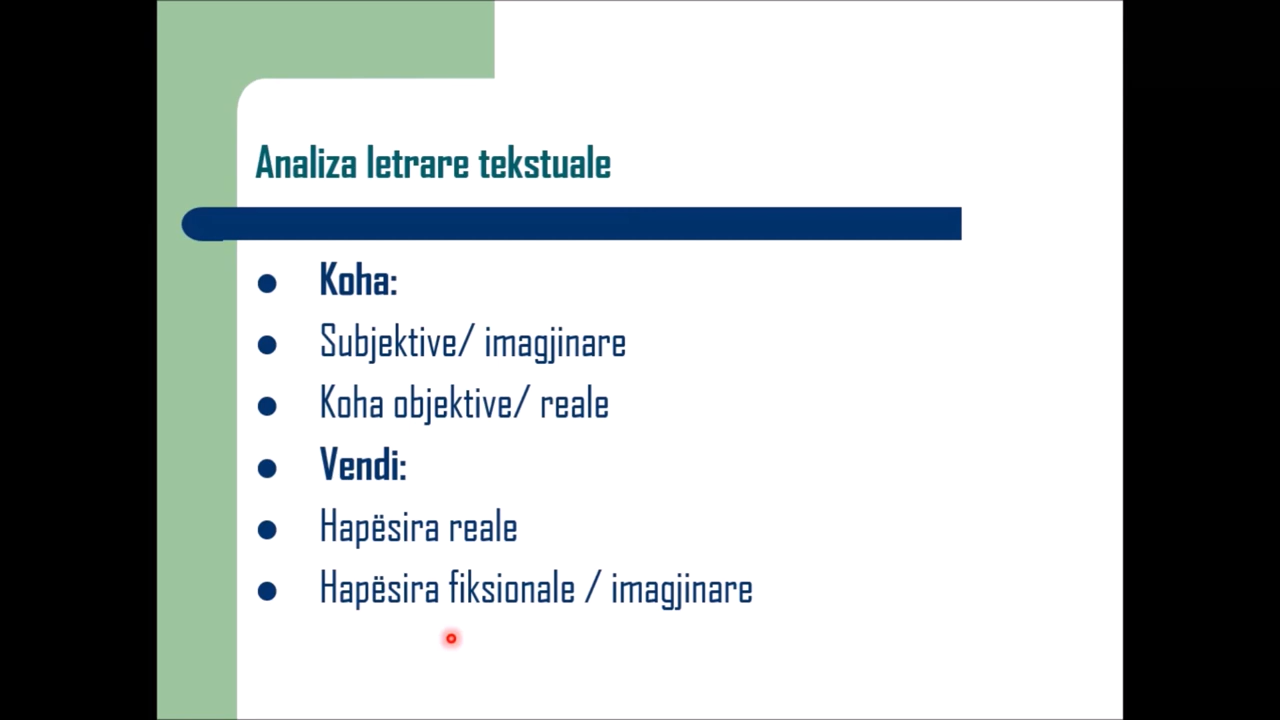 Analiza letrare tekstuale
Koha:
Subjektive/ imagjinare
Koha objektive/ reale
Vendi:
Hapësira reale
Hapësira fiksionale / imagjinare